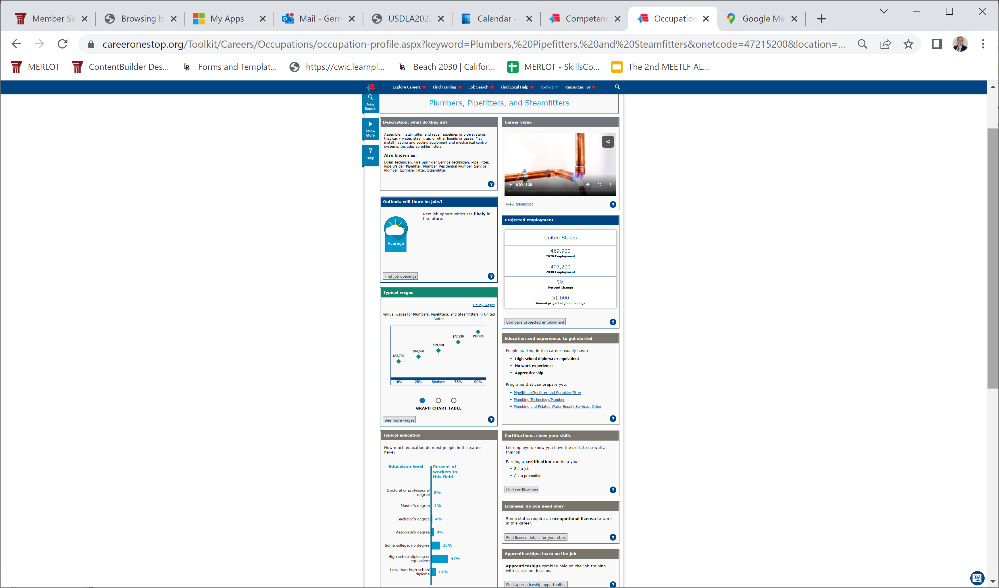 Member Se
Browsing b
My Apps
Mail - Gerry
USDLA2022
Calendar -
Competenc
Occupation
Google Ma
careeronestop.org/Toolkit/Careers/Occupations/occupation-profile.aspx?keyword=Plumbers,%20Pipefitters,%20and%20Steamfitters&onetcode=47215200&location=...
MERLOT
ContentBuilder Des...
Forms and Templat...
https://cwic.learnpl...
Beach 2030 | Califor...
MERLOT - SkillsCo...
The 2nd MEETLF AL...
Explore Careers
Find Training
Job Search
Find Local Help
Toolkit
Resources For
New
Search
Show
More
?
Help
Plumbers, Pipefitters, and Steamfitters
Description: what do they do?
Assemble, install, alter, and repair pipelines or pipe systems
that carry water, steam, air, or other liquids or gases. May
install heating and cooling equipment and mechanical control
systems. Includes sprinkler fitters.
Also known as:
Drain Technician, Fire Sprinkler Service Technician, Pipe Fitter,
Pipe Welder, Pipefitter, Plumber, Residential Plumber, Service
Plumber, Sprinkler Fitter, Steamfitter
?
Career video
0:00 / 1:39
View transcript
?
Outlook: will there be jobs?
New job opportunities are likely in
the future.
Average
Find job openings
?
Projected employment
United States
469,900
2020 Employment
493,200
2030 Employment
5%
Percent change
51,000
Annual projected job openings
Compare projected employment
?
Typical wages
Hourly Wages
Annual wages for Plumbers, Pipefitters, and Steamfitters in United
States
$36,700
$46,590
$59,880
$77,890
$99,920
10% 25% Median 75% 90%
GRAPH CHART TABLE
See more wages
?
Education and experience: to get started
People starting in this career usually have:
High school diploma or equivalent
No work experience
Apprenticeship
Programs that can prepare you:
Pipefitting/Pipefitter and Sprinkler Fitter
Plumbing Technology/Plumber
Plumbing and Related Water Supply Services, Other
?
Typical education
How much education do most people in this career
have?
Education level
Percent of
workers in
this field
Doctoral or professional
degree
0%
Master's degree 1%
Bachelor's degree 4%
Associate's degree 8%
Some college, no degree 25%
High school diploma or
equivalent
47%
Less than high school
diploma
14%
Certifications: show your skills
Let employers know you have the skills to do well at
this job.
Earning a certification can help you:
Get a job
Get a promotion
Find certifications
?
Licenses: do you need one?
Some states require an occupational license to work
in this career.
Find license details for your state
?
Apprenticeships: learn on the job
Apprenticeships combine paid on-the-job-training
with classroom lessons.
Find apprenticeship opportunities
?